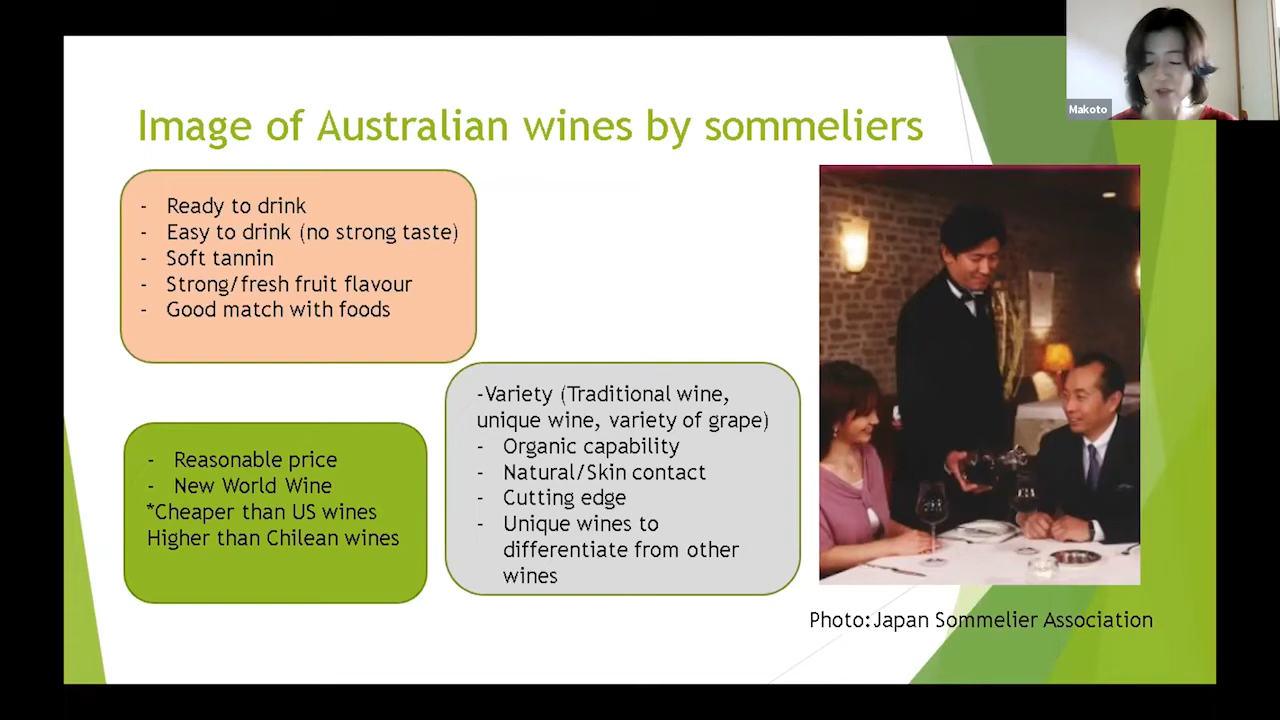 Makoto
Image of Australian wines by sommeliers
- Ready to drink
- Easy to drink (no strong taste)
- Soft tannin
- Strong/fresh fruit flavour
- Good match with foods
- Reasonable price
- New World Wine
*Cheaper than US wines
Higher than Chilean wines
-Variety (Traditional wine,
unique wine, variety of grape)
- Organic capability
- Natural/Skin contact
- Cutting edge
- Unique wines to
differentiate from other
wines
Photo:Japan Sommelier Association